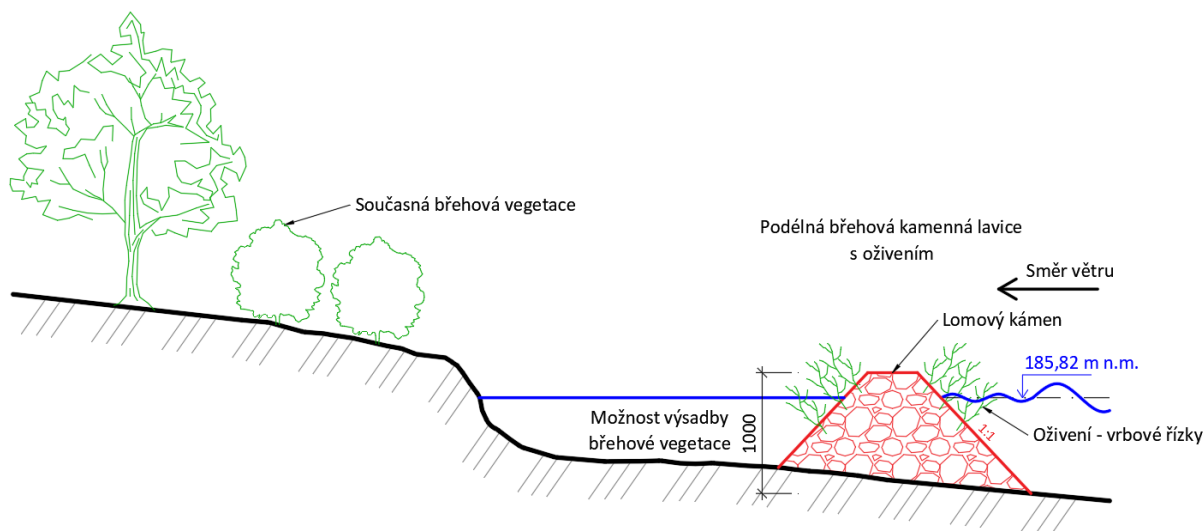 Současná břehová vegetace
Podélná břehová kamenná lavice
s oživením
Směr větru
Lomový kámen
185,82 m n.m.
Možnost výsadby
břehové vegetace
1000
1:1
Oživení - vrbové řízky